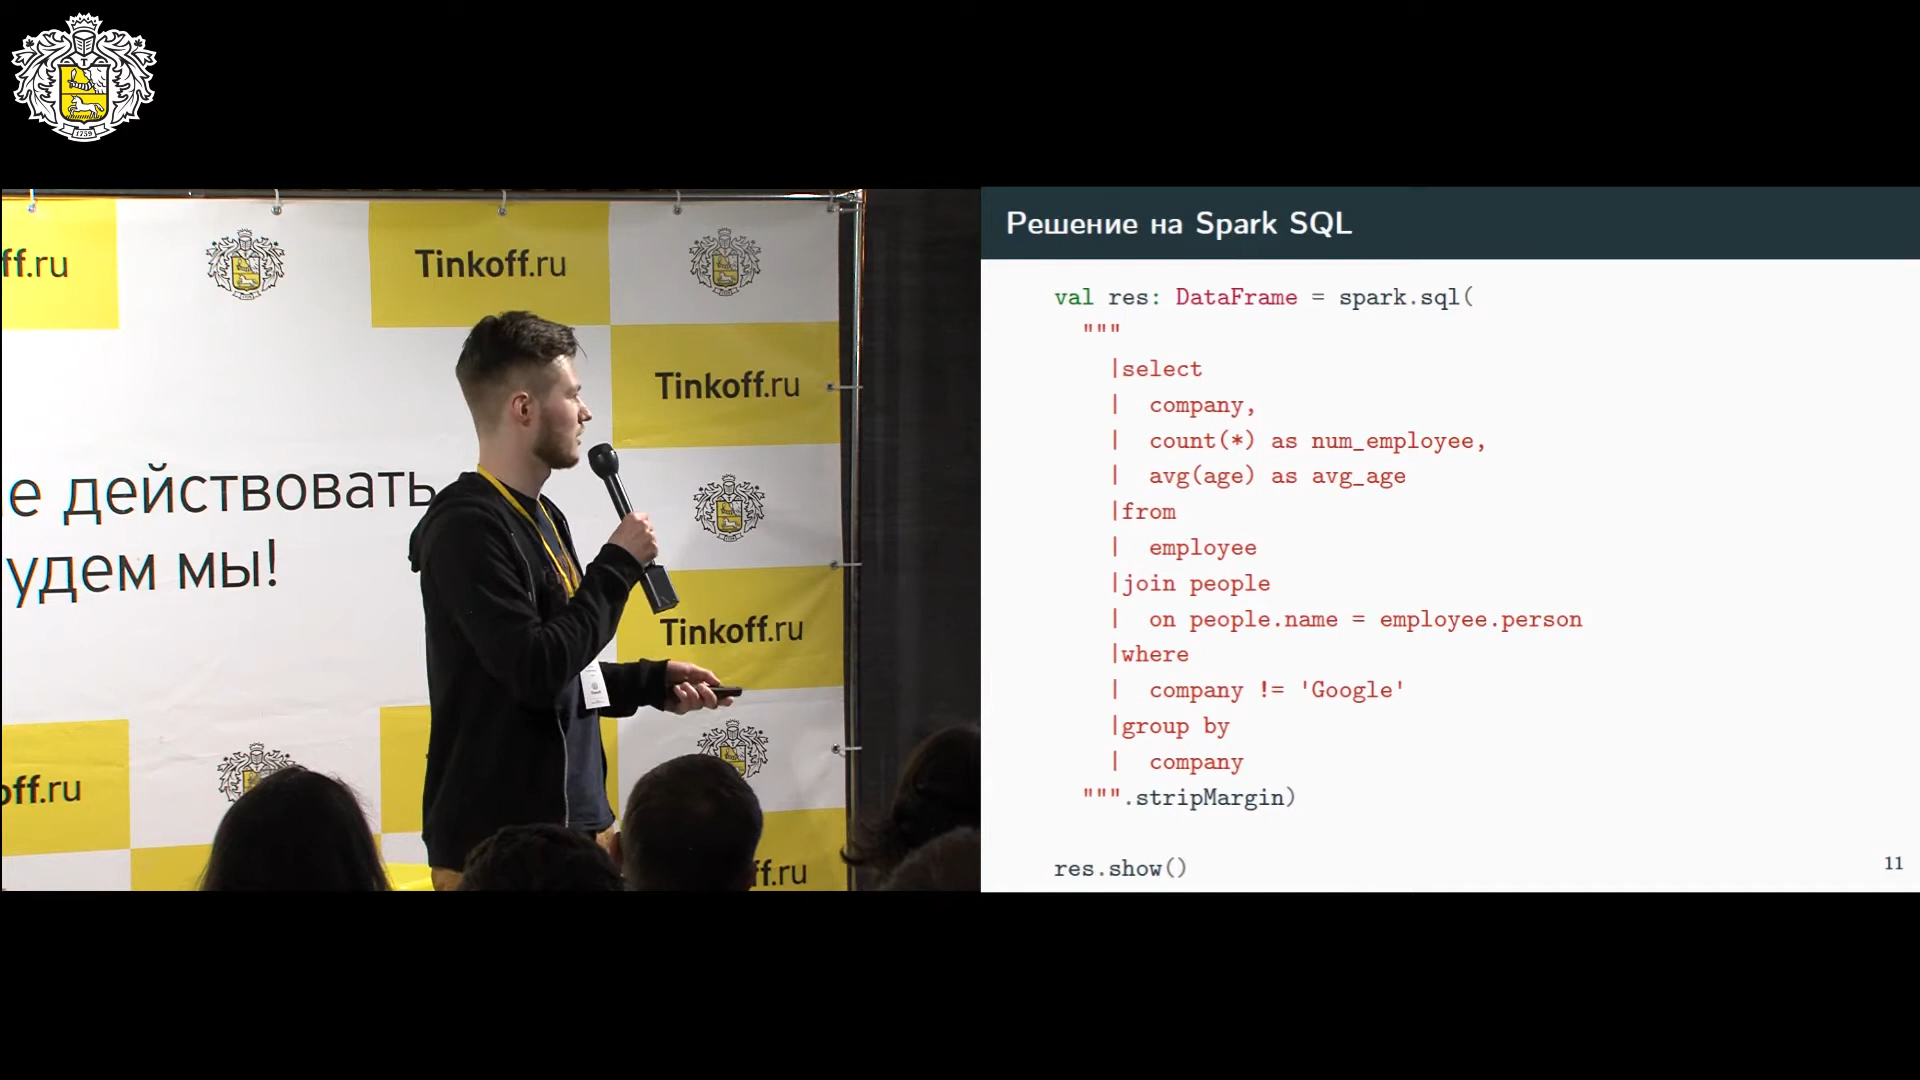 1759
ff.ru
Tinkoff.ru
Tinkoff.ru
е действовать
удем мы!
Tinkoff.ru
off.ru
ff.ru
Решение на Spark SQL
val res: DataFrame = spark.sql(
"""
|select
|  company,
|  count(*) as num_employee,
|  avg(age) as avg_age
|from
|  employee
|join people
|  on people.name = employee.person
|where
|  company != 'Google'
|group by
|  company
""".stripMargin)
res.show()
11